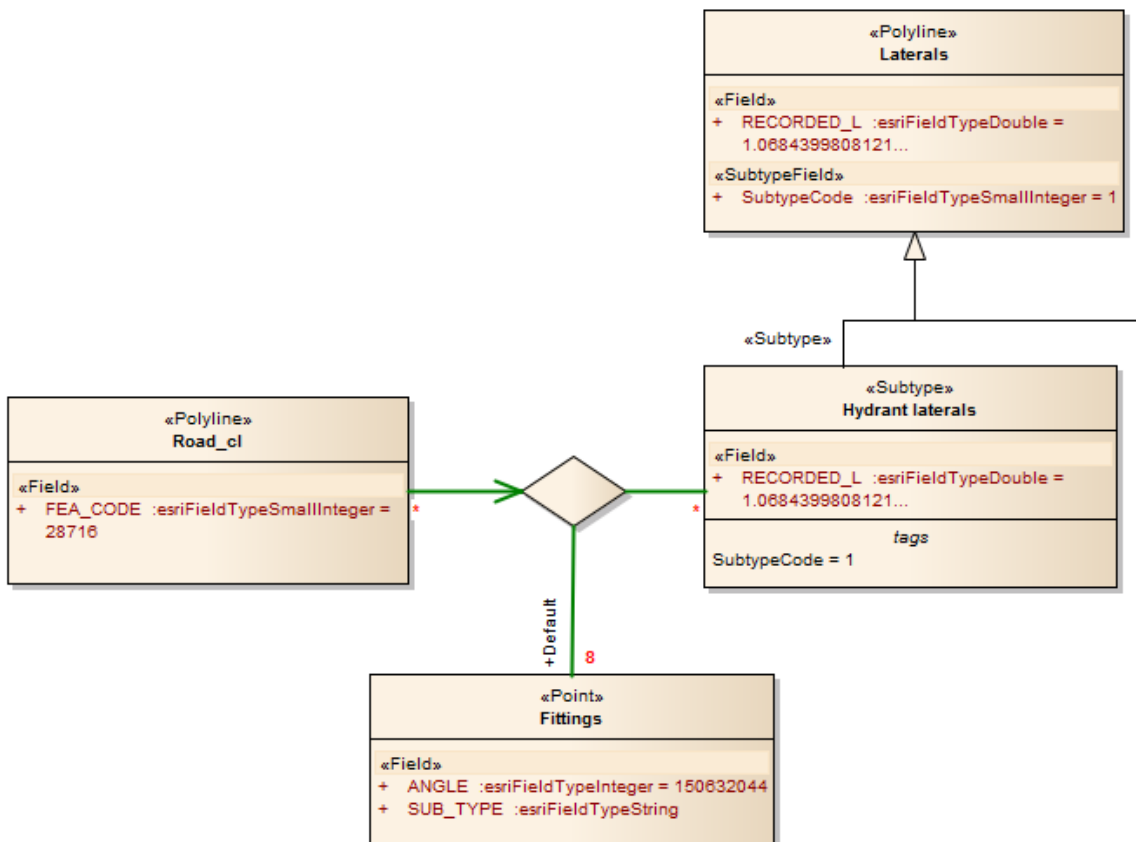 «Polyline»
Laterals
«Field»
+ RECORDED_L :esriFieldTypeDouble =
1.0684399808121...
«SubtypeField»
+ SubtypeCode :esriFieldTypeSmallInteger = 1
«Subtype»
«Subtype»
Hydrant laterals
«Field»
+ RECORDED_L :esriFieldTypeDouble =
1.0684399808121...
tags
SubtypeCode = 1
«Polyline»
Road_cl
«Field»
+ FEA_CODE :esriFieldTypeSmallInteger =
28716
*
*
+Default
8
«Point»
Fittings
«Field»
+ ANGLE :esriFieldTypeInteger = 150632044
+ SUB_TYPE :esriFieldTypeString